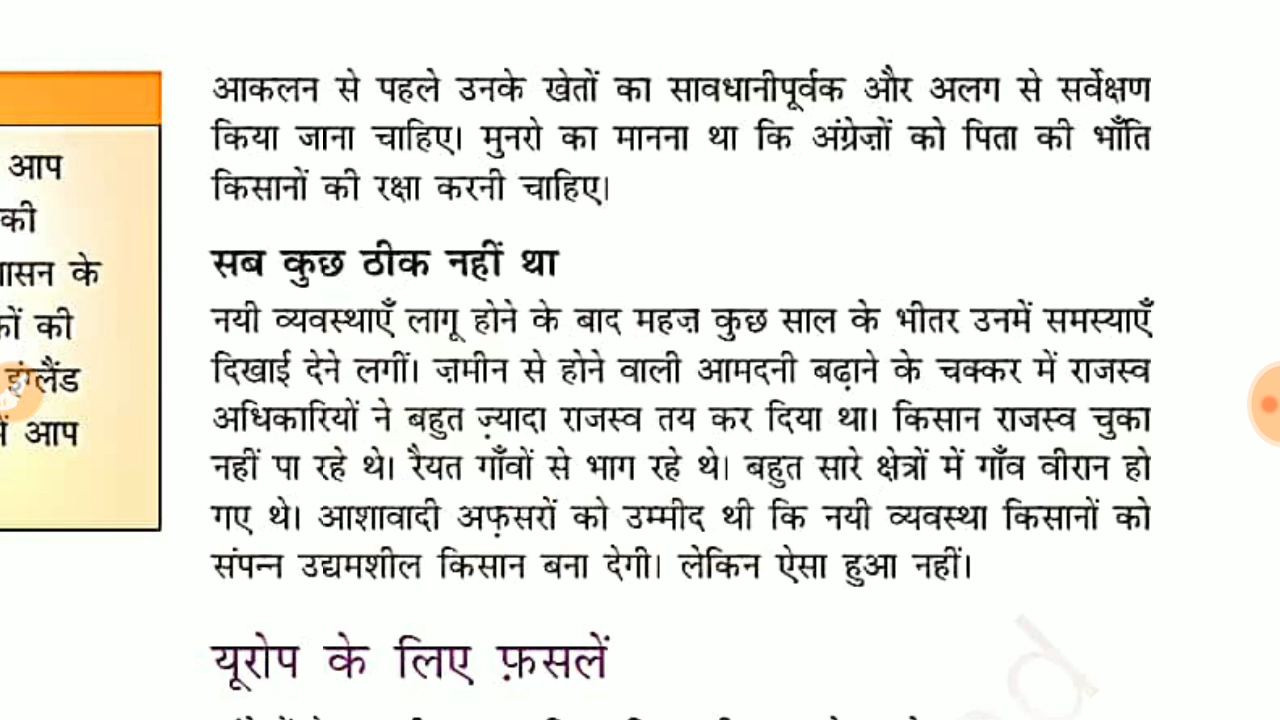 आप
की
के
की
इंग्लैंड
आप
आकलन से पहले उनके खेतों का सावधानीपूर्वक और अलग से सर्वेक्षण
किया जाना चाहिए। मुनरो का मानना था कि अंग्रेज़ों को पिता की भाँति
किसानों की रक्षा करनी चाहिए।
सब कुछ ठीक नहीं था
नयी व्यवस्थाएँ लागू होने के बाद महज़ कुछ साल के भीतर उनमें समस्याएँ
दिखाई देने लगीं। ज़मीन से होने वाली आमदनी बढ़ाने के चक्कर में राजस्व
अधिकारियों ने बहुत ज़्यादा राजस्व तय कर दिया था। किसान राजस्व चुका
नहीं पा रहे थे। रैयत गाँवों से भाग रहे थे। बहुत सारे क्षेत्रों में गाँव वीरान हो
गए थे। आशावादी अफ़सरों को उम्मीद थी कि नयी व्यवस्था किसानों को
संपन्न उद्यमशील किसान बना देगी। लेकिन ऐसा हुआ नहीं।
यूरोप के लिए फ़सलें